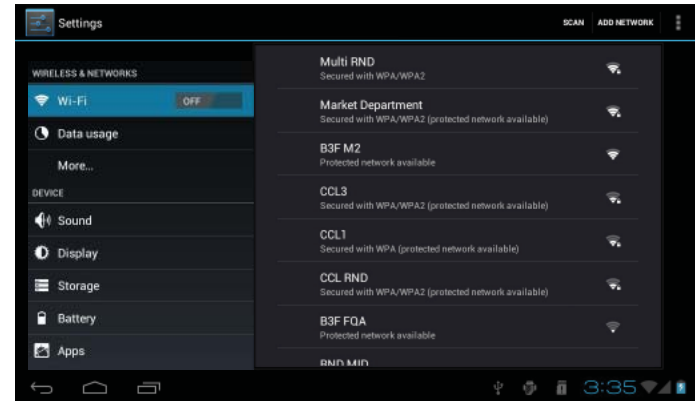 Settings
SCAN
ADD NETWORK
WIRELESS & NETWORKS
Wi-Fi
OFF
Data usage
More...
DEVICE
Sound
Display
Storage
Battery
Apps
Multi RND
Secured with WPA/WPA2
Market Department
Secured with WPA/WPA2 (protected network available)
B3F M2
Protected network available
CCL3
Secured with WPA/WPA2 (protected network available)
CCL1
Secured with WPA (protected network available)
CCL RND
Secured with WPA/WPA2 (protected network available)
B3F FQA
Protected network available
RND MID
3:35